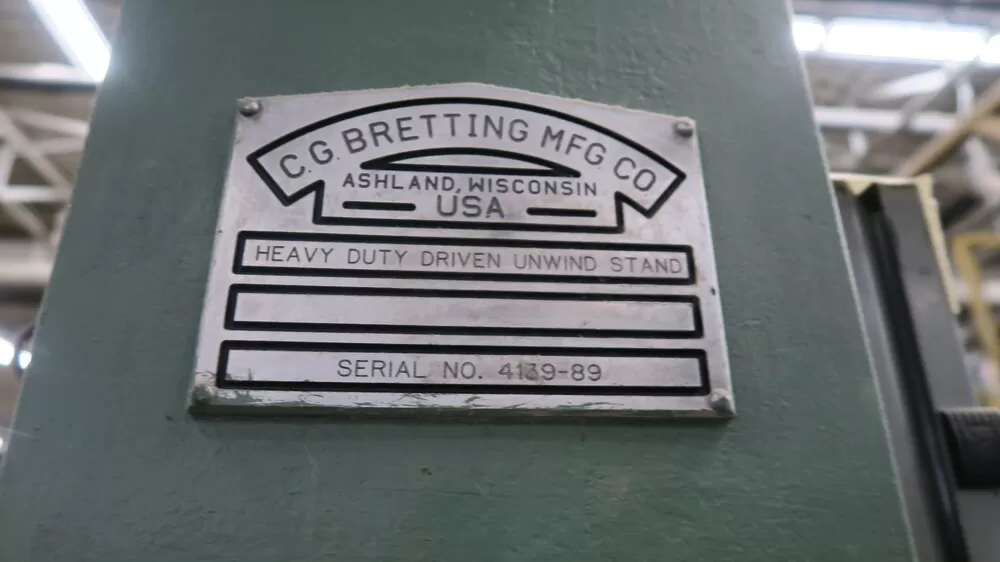 C.G. BRETTING MFG. CO
ASHLAND, WISCONSIN
USA
HEAVY DUTY DRIVEN UNWIND STAND
SERIAL NO. 4139-89